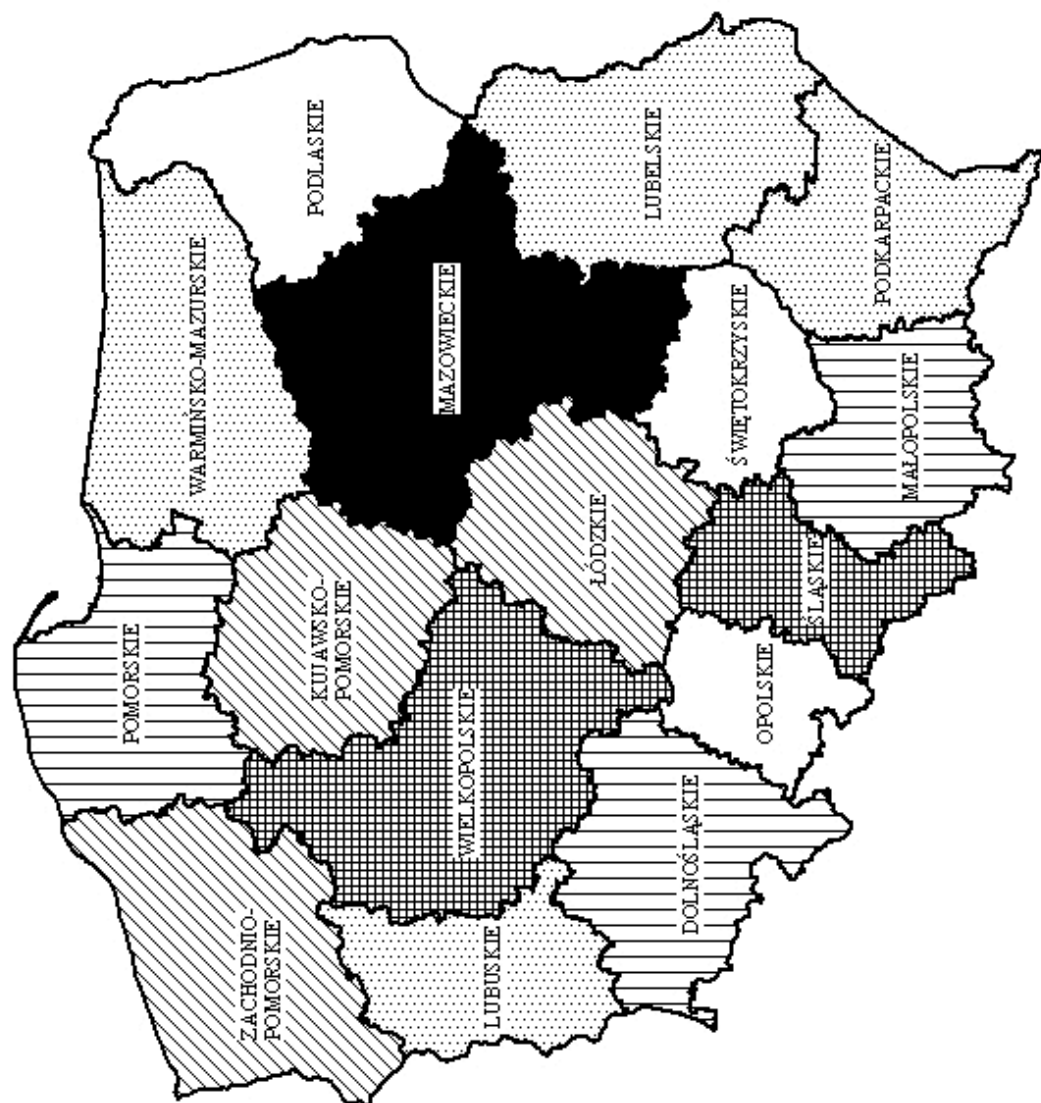 ZACHODNIO-
POMORSKIE
POMORSKIE
WARMIŃSKO-MAZURSKIE
PODLASKIE
KUJAWSKO-
POMORSKIE
MAZOWIECKIE
LUBUSKIE
WIELKOPOLSKIE
ŁÓDZKIE
LUBELSKIE
DOLNOŚLĄSKIE
OPOLSKIE
ŚLĄSKIE
ŚWIĘTOKRZYSKIE
MAŁOPOLSKIE
PODKARPACKIE